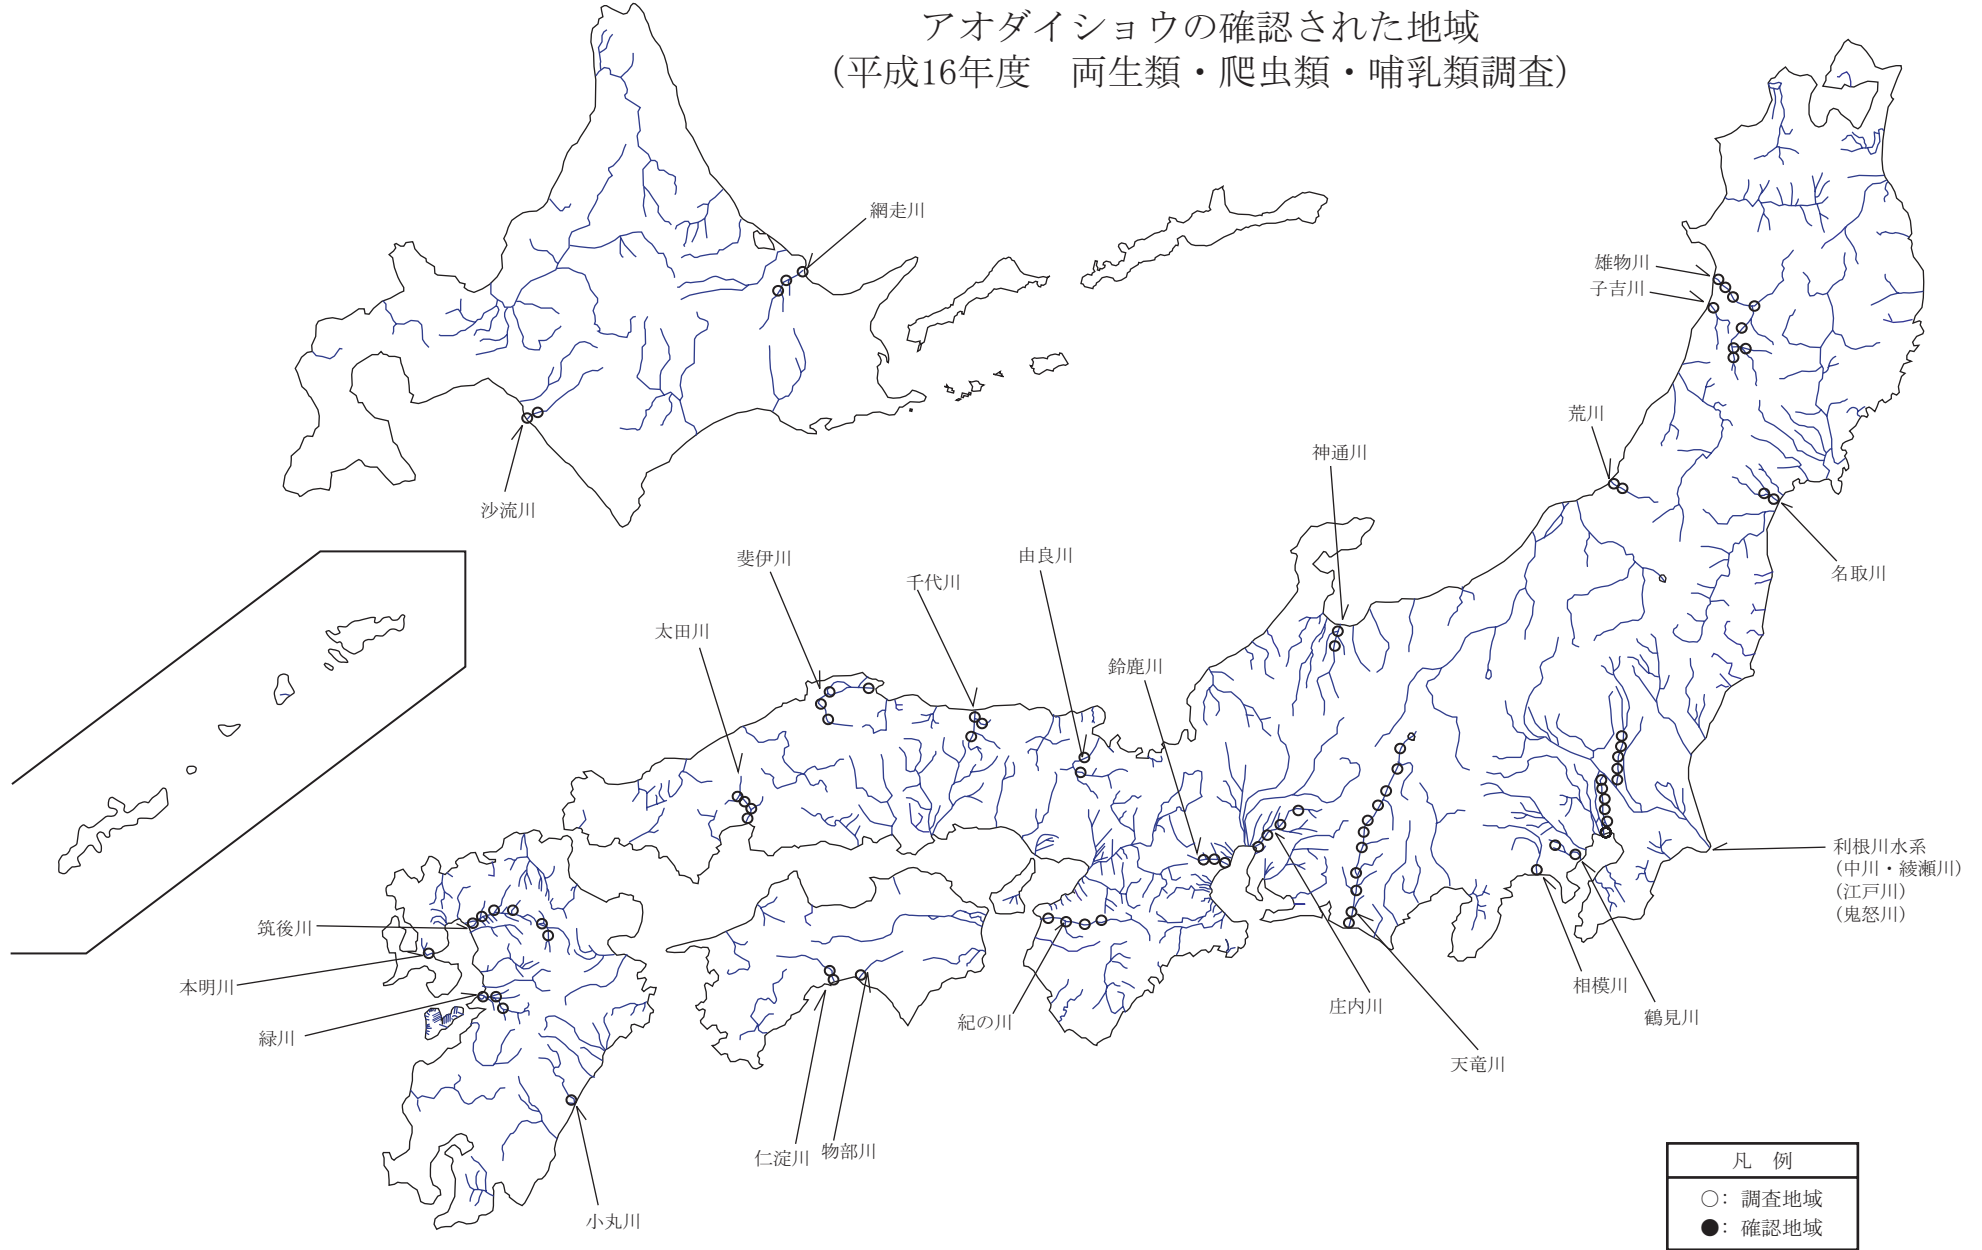 アオダイショウの確認された地域
(平成16年度　両生類・爬虫類・哺乳類調査)
網走川
沙流川
雄物川
子吉川
荒川
名取川
神通川
由良川
千代川
斐伊川
太田川
鈴鹿川
利根川水系
(中川・綾瀬川)
(江戸川)
(鬼怒川)
筑後川
本明川
緑川
小丸川
仁淀川
物部川
紀の川
庄内川
天竜川
相模川
鶴見川
凡　例
○：調査地域
●：確認地域